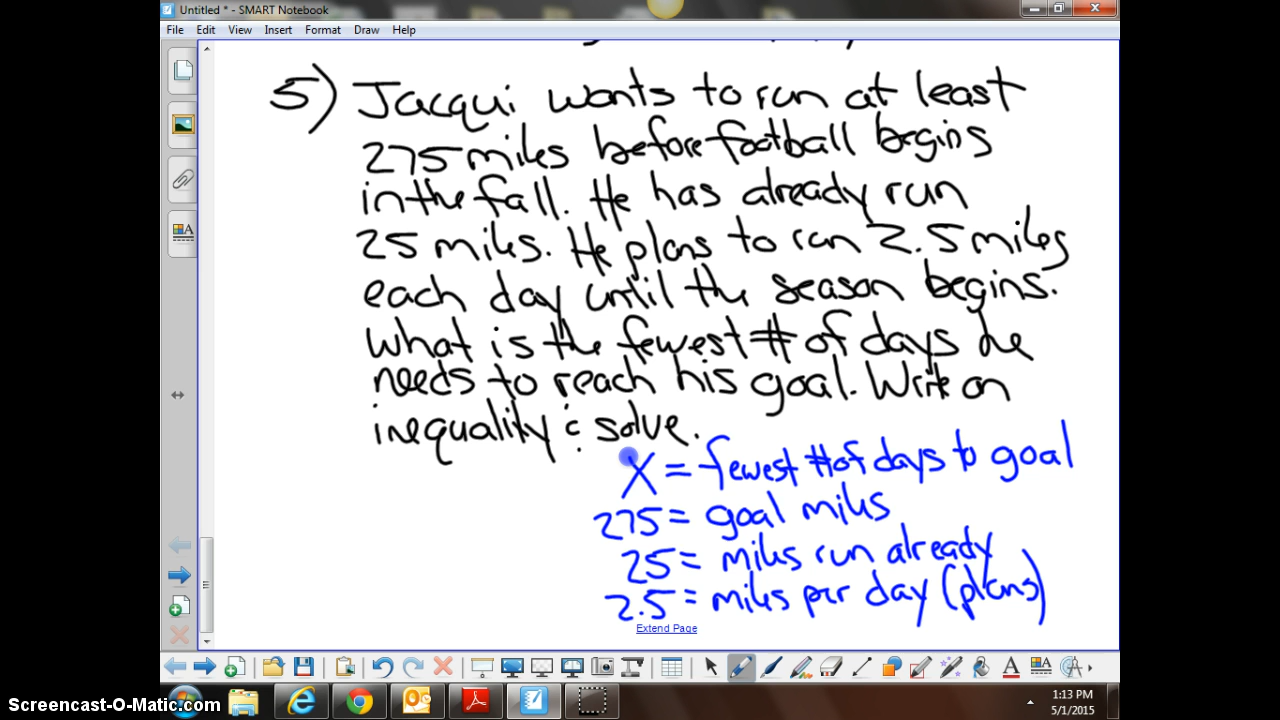 Untitled * - SMART Notebook
File Edit View Insert Format Draw Help
5) Jacqui wants to run at least
275 miles before football begins
in the fall. He has already run
25 miles. He plans to run 2.5 miles
each day until the season begins.
What is the fewest # of days he
needs to reach his goal. Write an
inequality & solve.
X = fewest # of days to goal
275 = goal miles
25 = miles run already
2.5 = miles per day (plans)
Extend Page
Screencast-O-Matic.com
1:13 PM
5/1/2015